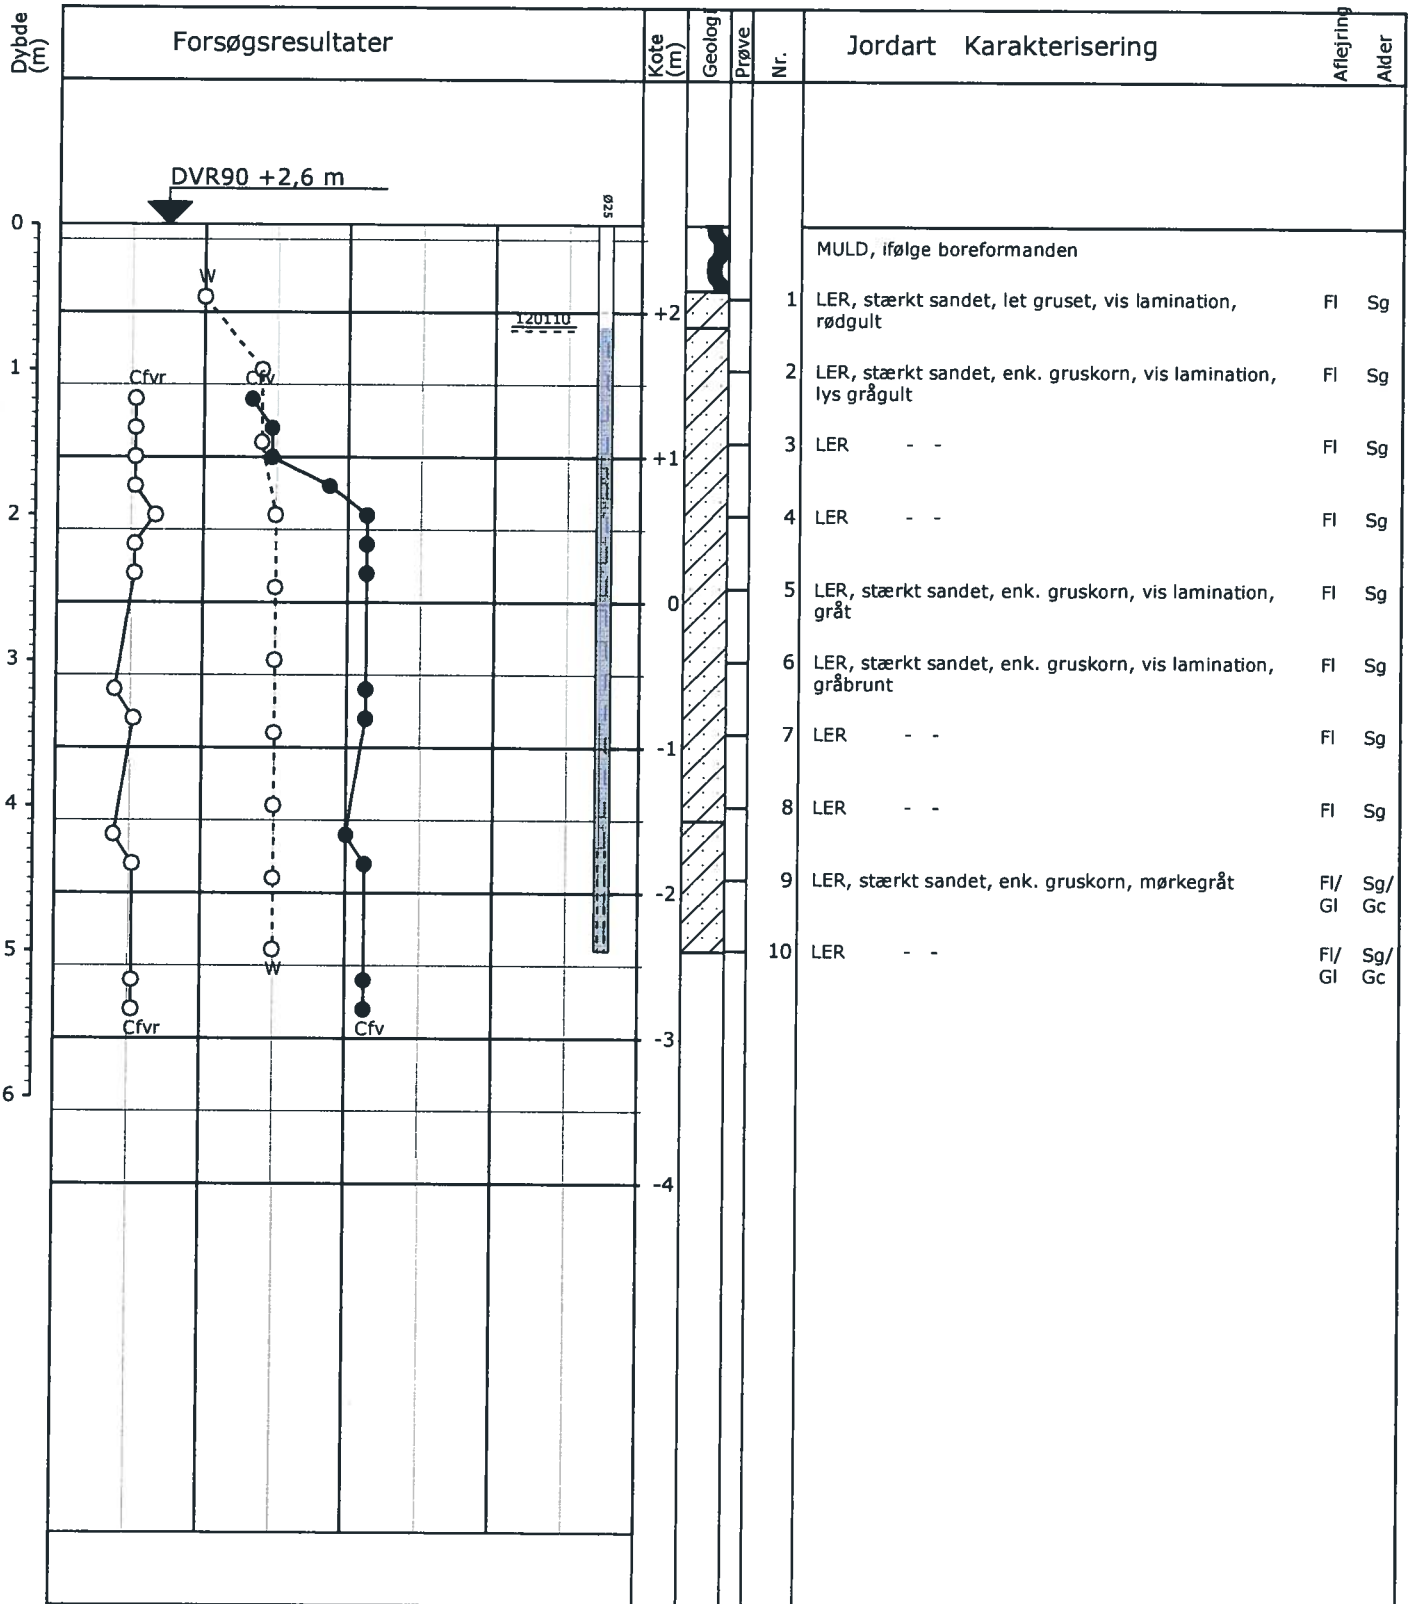 Dybde (m)
Forsøgsresultater
Kote (m)
Geologi
Prøve
Nr.
Jordart Karakterisering
Aflejring
Alder
DVR90 +2,6 m
Ø25
0
MULD, ifølge boreformanden
W
1 LER, stærkt sandet, let gruset, vis lamination, Fl Sg
rødgult
+2
120110
1
Cfvr Cfv
2 LER, stærkt sandet, enk. gruskorn, vis lamination, Fl Sg
lys grågult
3 LER - - Fl Sg
+1
2
4 LER - - Fl Sg
5 LER, stærkt sandet, enk. gruskorn, vis lamination, Fl Sg
gråt
0
3
6 LER, stærkt sandet, enk. gruskorn, vis lamination, Fl Sg
gråbrunt
7 LER - - Fl Sg
-1
4
8 LER - - Fl Sg
9 LER, stærkt sandet, enk. gruskorn, mørkegråt Fl/ Sg/
Gl Gc
-2
5
10 LER - - Fl/ Sg/
Gl Gc
W
Cfvr Cfv
-3
6
-4